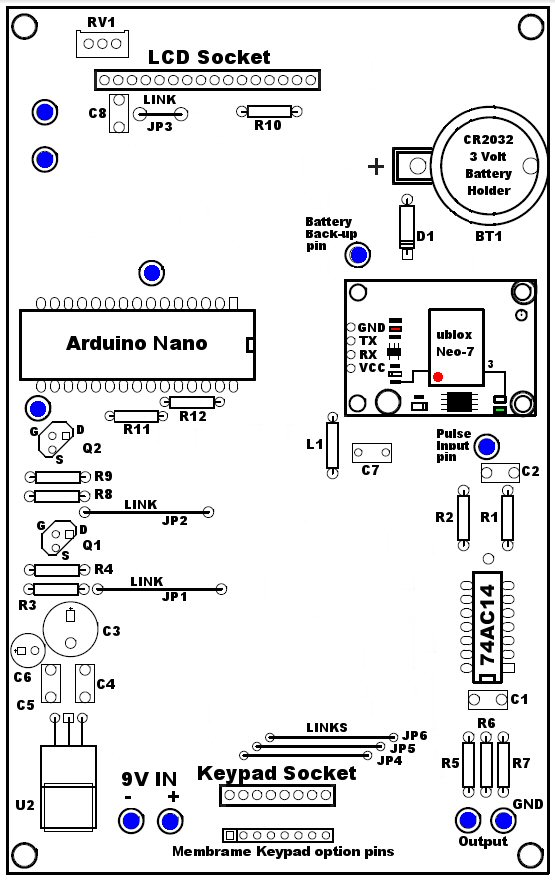 RV1
LCD Socket
C8
LINK
JP3
R10
CR2032
3 Volt
Battery
Holder
+
BT1
D1
Battery
Back-up
pin
Arduino Nano
GND
TX
RX
VCC
ublox
Neo-7
3
R12
R11
G
D
S
Q2
L1
C7
Pulse
Input
pin
C2
R9
R8
LINK
JP2
R2
R1
G
D
S
Q1
R4
LINK
JP1
R3
74AC14
+
C3
+
C6
C5
C4
C1
LINKS
JP6
JP5
JP4
R6
R5
R7
U2
9V IN
- +
Keypad Socket
GND
Output
Membrame Keypad option pins